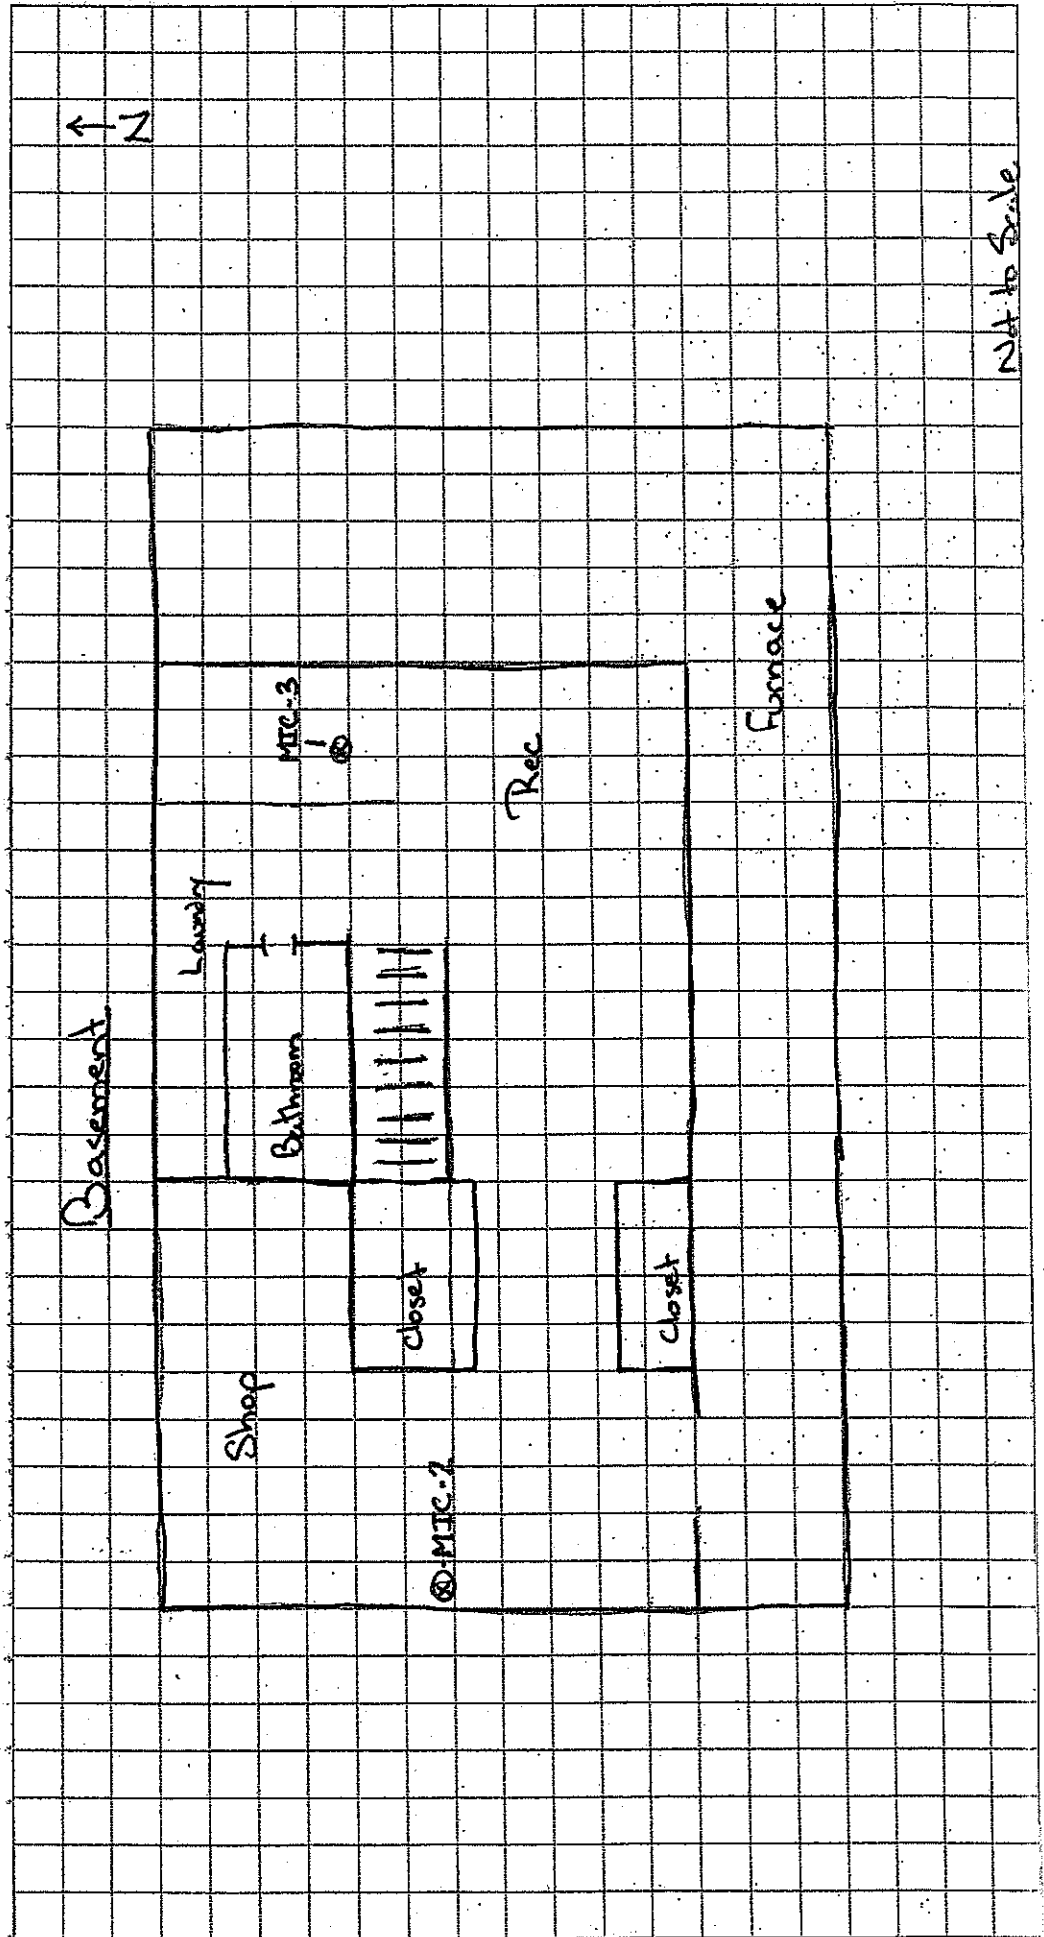 Basement
N
Laundry
Shop
Bathroom
MIC-3
Closet
⊗-MIC-2
Rec
Closet
Furnace
Not to Scale